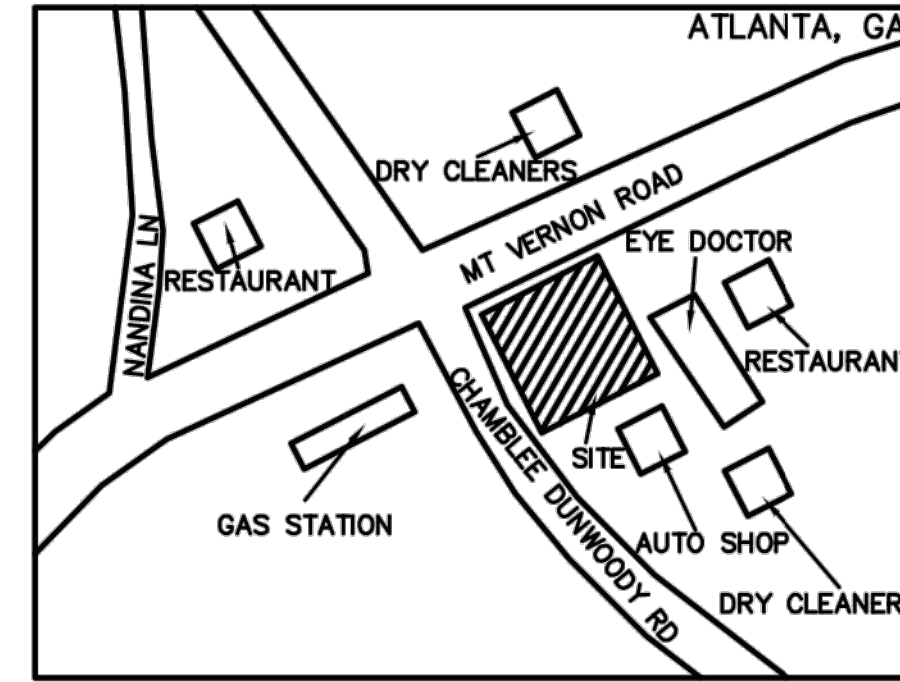 ATLANTA, GA
DRY CLEANERS
MT VERNON ROAD
EYE DOCTOR
NANDINA LN
RESTAURANT
RESTAURAN
CHAMBLEE DUNWOODY RD
SITE
GAS STATION
AUTO SHOP
DRY CLEANER